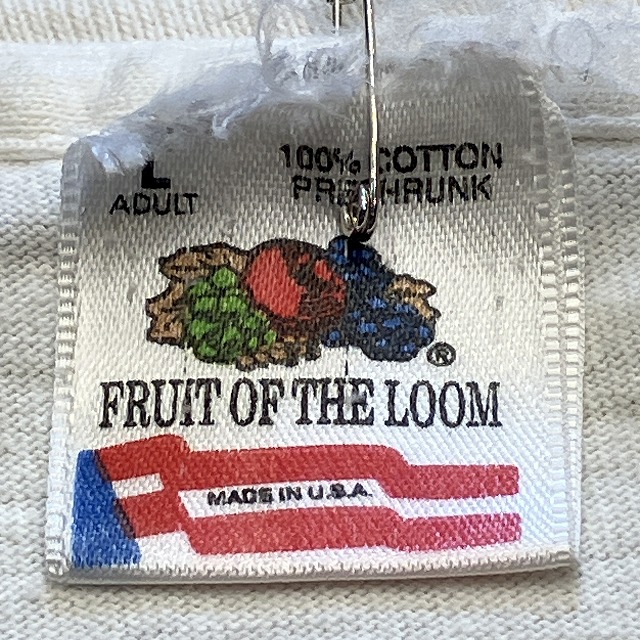 L
ADULT
100% COTTON
PRESHRUNK
®
FRUIT OF THE LOOM
MADE IN U.S.A.